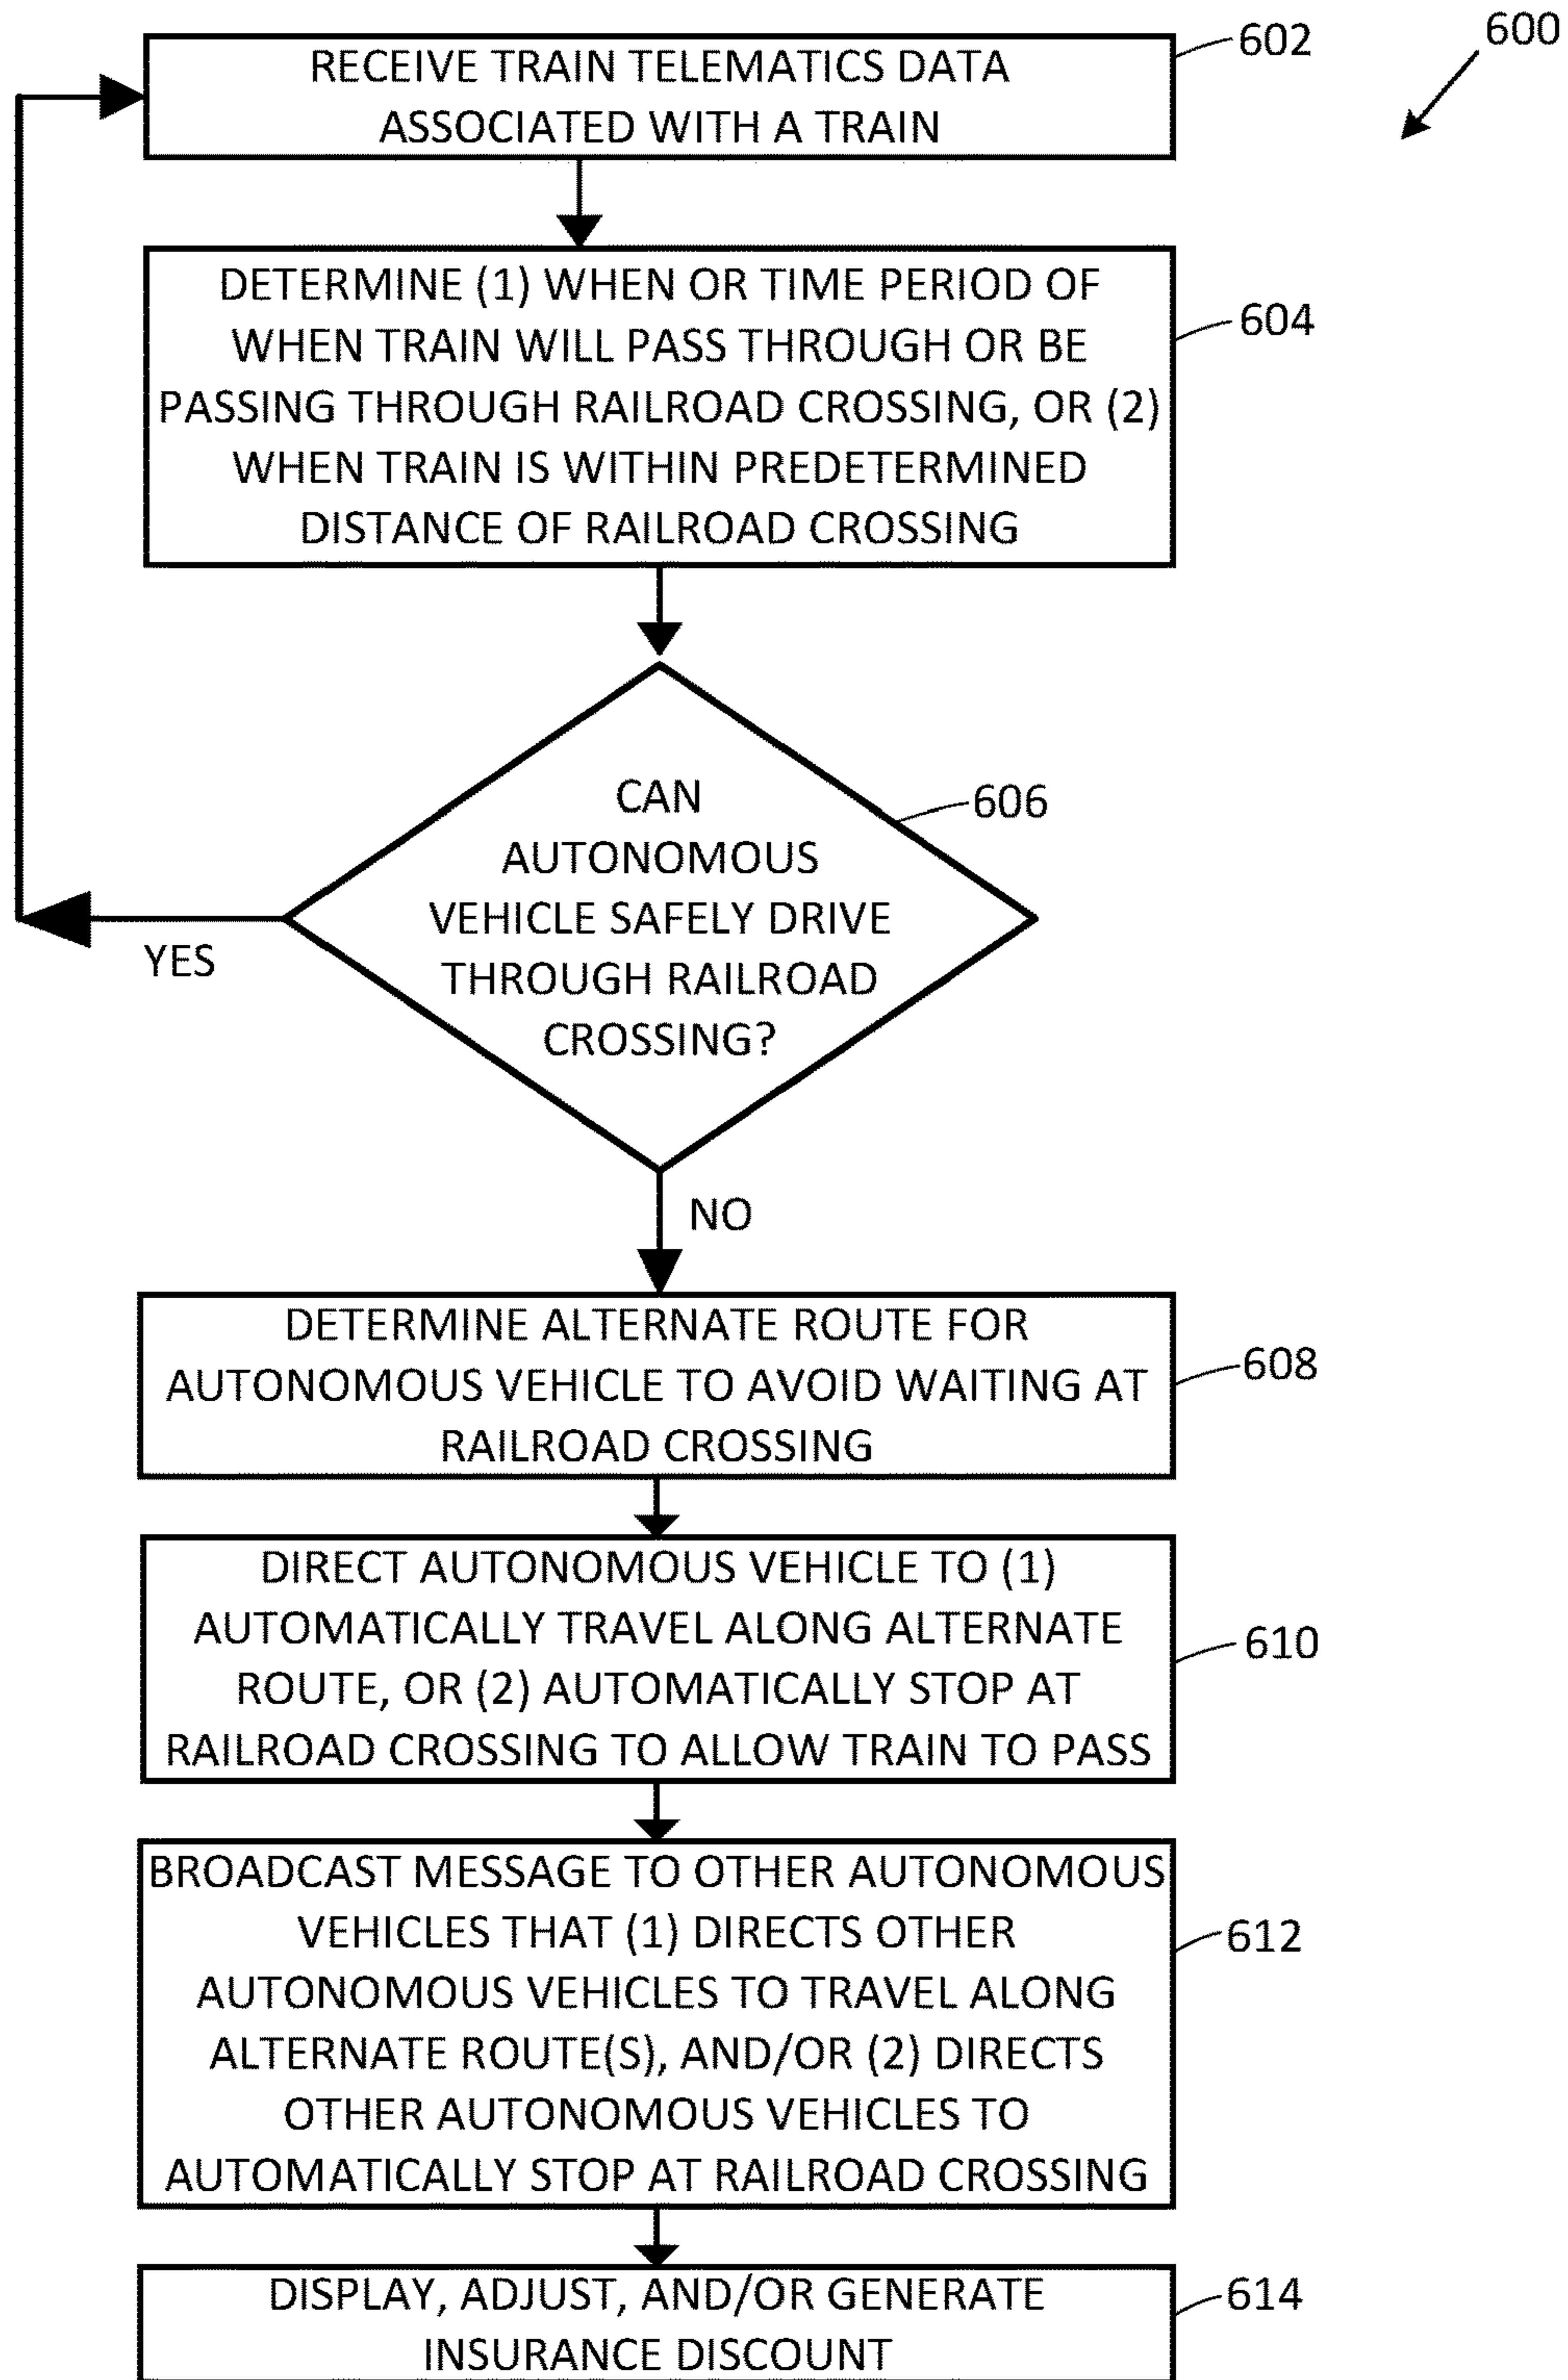 600
RECEIVE TRAIN TELEMATICS DATA
ASSOCIATED WITH A TRAIN
602
DETERMINE (1) WHEN OR TIME PERIOD OF
WHEN TRAIN WILL PASS THROUGH OR BE
PASSING THROUGH RAILROAD CROSSING, OR (2)
WHEN TRAIN IS WITHIN PREDETERMINED
DISTANCE OF RAILROAD CROSSING
604
CAN
AUTONOMOUS
VEHICLE SAFELY DRIVE
THROUGH RAILROAD
CROSSING?
606
YES
NO
DETERMINE ALTERNATE ROUTE FOR
AUTONOMOUS VEHICLE TO AVOID WAITING AT
RAILROAD CROSSING
608
DIRECT AUTONOMOUS VEHICLE TO (1)
AUTOMATICALLY TRAVEL ALONG ALTERNATE
ROUTE, OR (2) AUTOMATICALLY STOP AT
RAILROAD CROSSING TO ALLOW TRAIN TO PASS
610
BROADCAST MESSAGE TO OTHER AUTONOMOUS
VEHICLES THAT (1) DIRECTS OTHER
AUTONOMOUS VEHICLES TO TRAVEL ALONG
ALTERNATE ROUTE(S), AND/OR (2) DIRECTS
OTHER AUTONOMOUS VEHICLES TO
AUTOMATICALLY STOP AT RAILROAD CROSSING
612
DISPLAY, ADJUST, AND/OR GENERATE
INSURANCE DISCOUNT
614